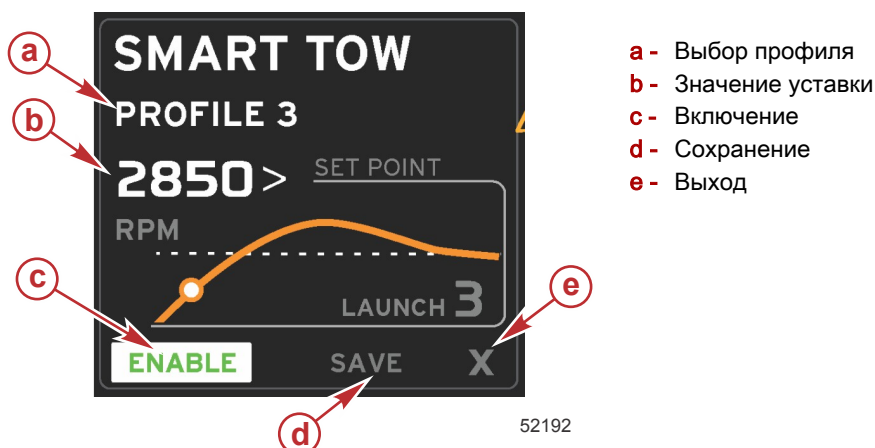 SMART TOW
PROFILE 3
2850>
SET POINT
RPM
LAUNCH 3
ENABLE
SAVE
X
a
b
c
d
e
a - Выбор профиля
b - Значение уставки
c - Включение
d - Сохранение
e - Выход
52192